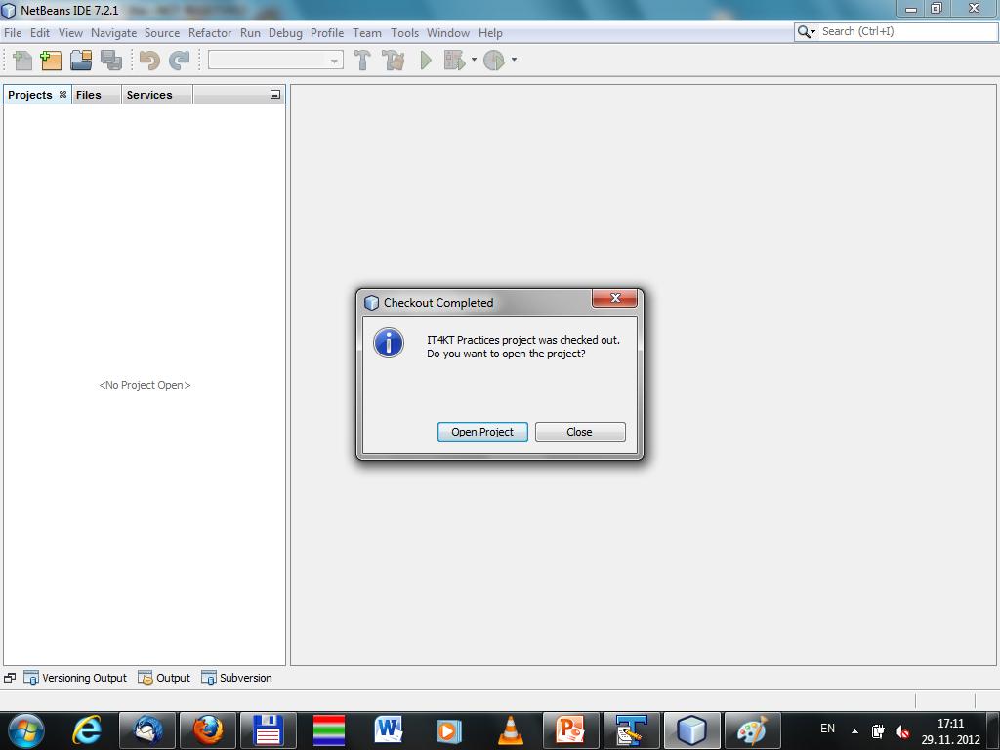 NetBeans IDE 7.2.1
File Edit View Navigate Source Refactor Run Debug Profile Team Tools Window Help
Search (Ctrl+I)
Projects Files Services
<No Project Open>
Checkout Completed
IT4KT Practices project was checked out.
Do you want to open the project?
Open Project Close
Versioning Output Output Subversion
EN
17:11
29. 11. 2012